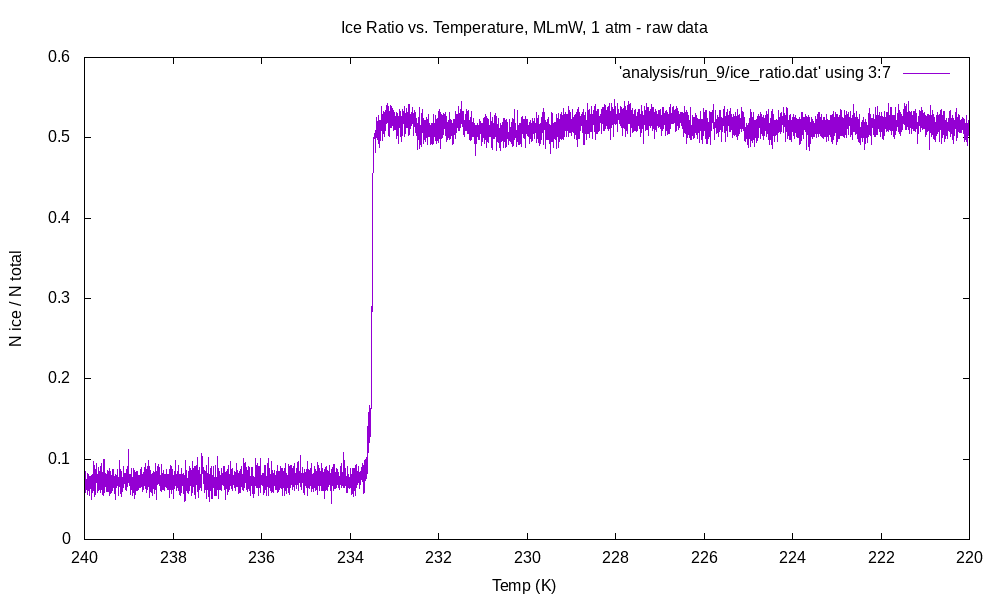 Ice Ratio vs. Temperature, MLmW, 1 atm - raw data
'analysis/run_9/ice_ratio.dat' using 3:7
0.6
0.5
0.4
0.3
0.2
0.1
0
N ice / N total
240 238 236 234 232 230 228 226 224 222 220
Temp (K)